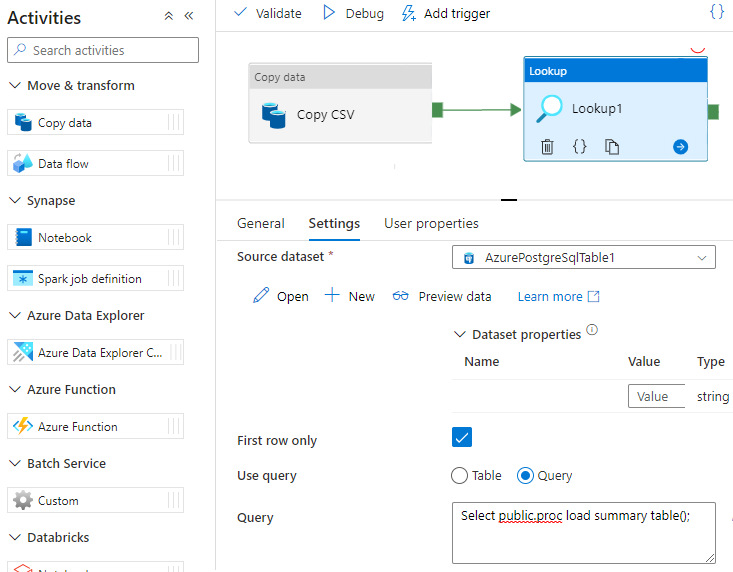 Activities
Validate
Debug
Add trigger
{}
Search activities
Move & transform
Copy data
Data flow
Synapse
Notebook
Spark job definition
Azure Data Explorer
Azure Data Explorer C...
Azure Function
Azure Function
Batch Service
Custom
Databricks
Copy data
Copy CSV
Lookup
Lookup1
{}
General
Settings
User properties
Source dataset *
AzurePostgreSqlTable1
Open
New
Preview data
Learn more
Dataset properties
Name
Value
Type
Value
string
First row only
Use query
Table
Query
Query
Select public.proc load summary table();